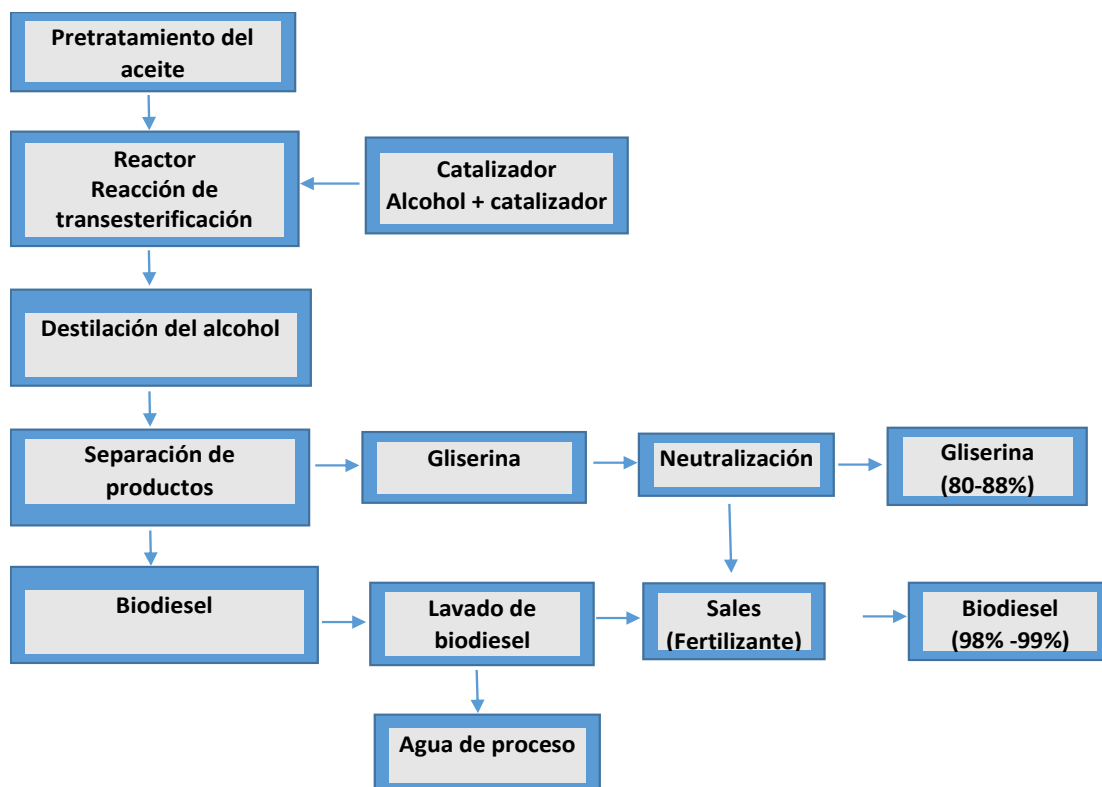 Pretratamiento del
aceite
Reactor
Reacción de
transesterificación
Catalizador
Alcohol + catalizador
Destilación del alcohol
Separación de
productos
Gliserina
Neutralización
Gliserina
(80-88%)
Biodiesel
Lavado de
biodiesel
Sales
(Fertilizante)
Biodiesel
(98% -99%)
Agua de proceso